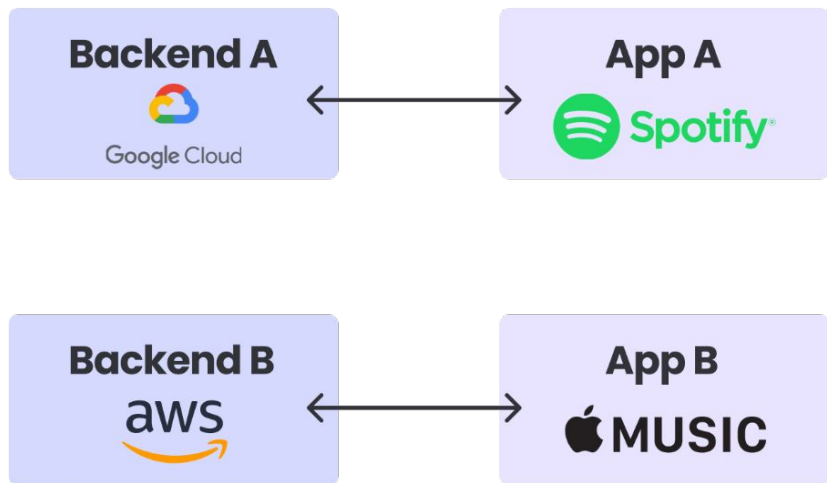 Backend A
Google Cloud
App A
Spotify®
Backend B
aws
App B
MUSIC